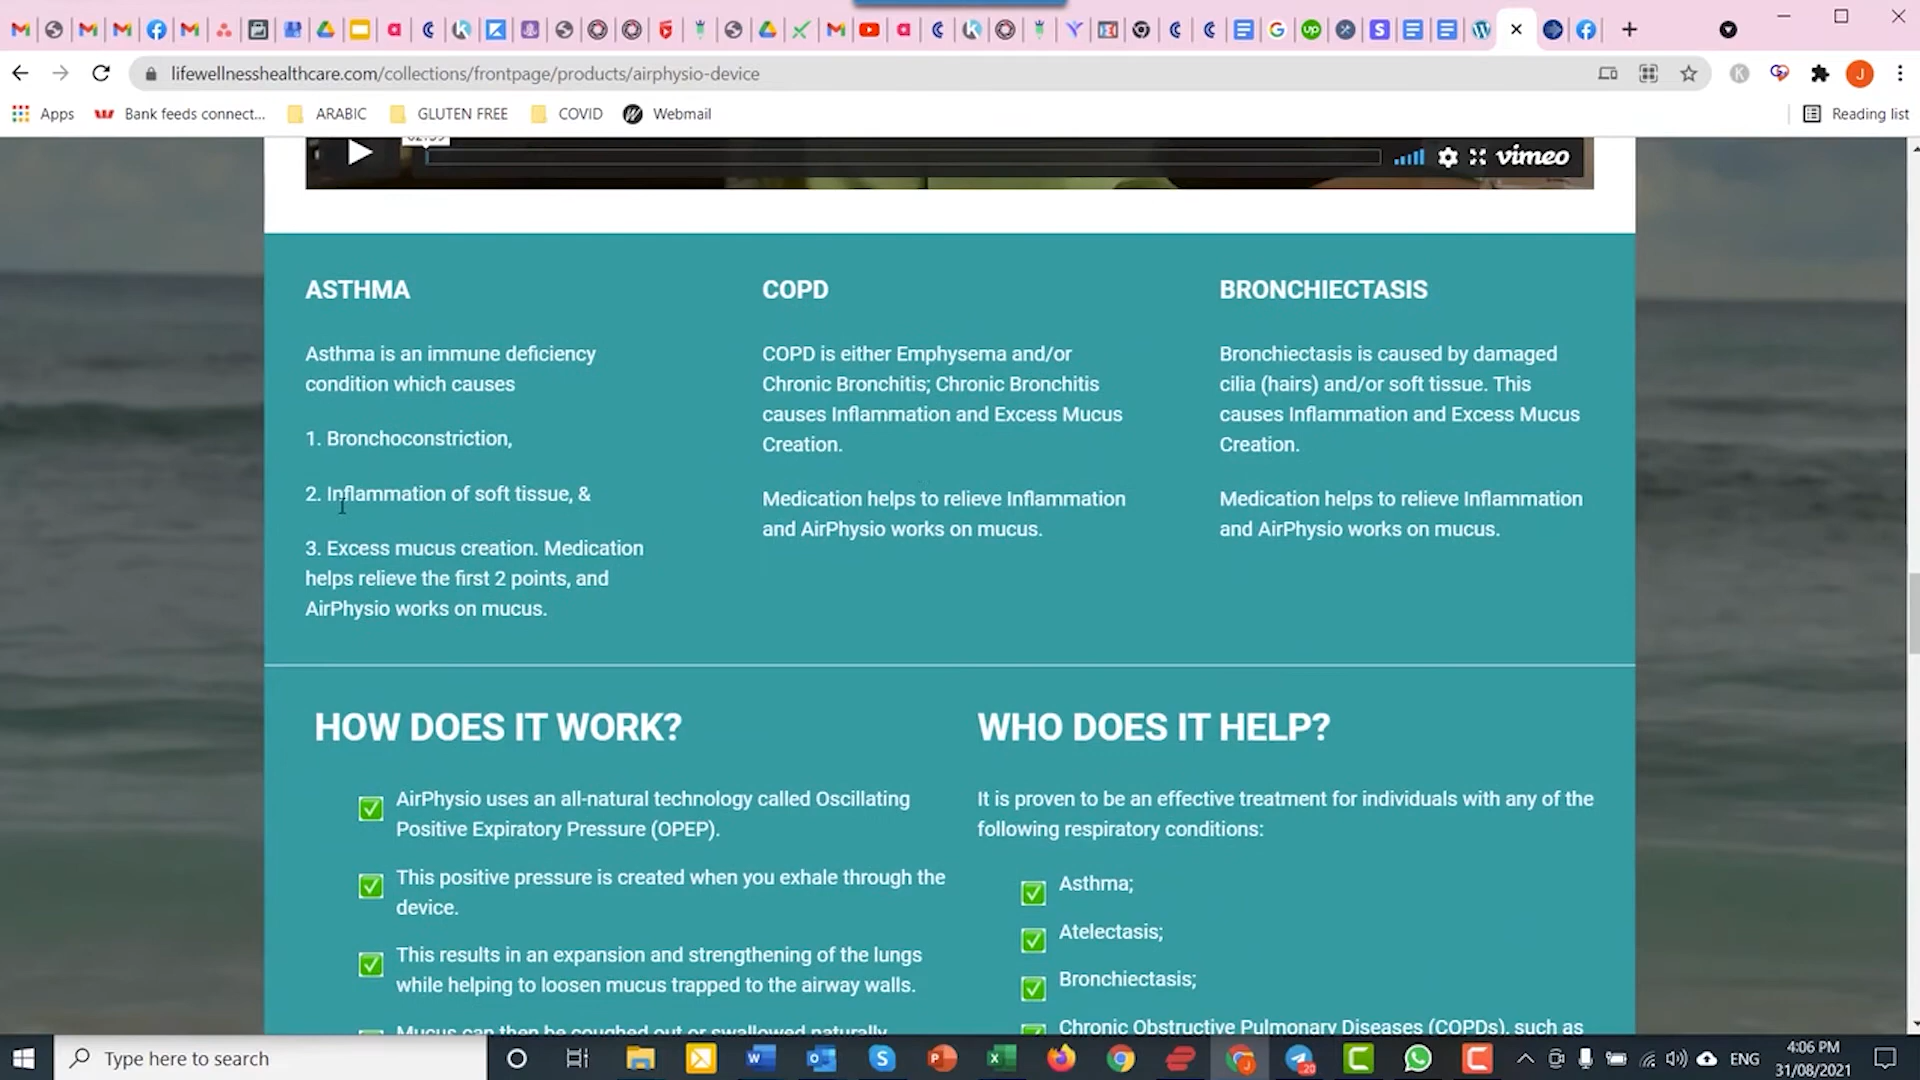 lifewellnesshealthcare.com/collections/frontpage/products/airphysio-device
J
Apps
Bank feeds connect...
ARABIC
GLUTEN FREE
COVID
Webmail
Reading list
vimeo
ASTHMA
Asthma is an immune deficiency
condition which causes
1. Bronchoconstriction,
2. Inflammation of soft tissue, &
3. Excess mucus creation. Medication
helps relieve the first 2 points, and
AirPhysio works on mucus.
COPD
COPD is either Emphysema and/or
Chronic Bronchitis; Chronic Bronchitis
causes Inflammation and Excess Mucus
Creation.
Medication helps to relieve Inflammation
and AirPhysio works on mucus.
BRONCHIECTASIS
Bronchiectasis is caused by damaged
cilia (hairs) and/or soft tissue. This
causes Inflammation and Excess Mucus
Creation.
Medication helps to relieve Inflammation
and AirPhysio works on mucus.
HOW DOES IT WORK?
AirPhysio uses an all-natural technology called Oscillating
Positive Expiratory Pressure (OPEP).
This positive pressure is created when you exhale through the
device.
This results in an expansion and strengthening of the lungs
while helping to loosen mucus trapped to the airway walls.
Mucus can then be coughed out or swallowed naturally
WHO DOES IT HELP?
It is proven to be an effective treatment for individuals with any of the
following respiratory conditions:
Asthma;
Atelectasis;
Bronchiectasis;
Chronic Obstructive Pulmonary Diseases (COPDs), such as
Type here to search
ENG
4:06 PM
31/08/2021